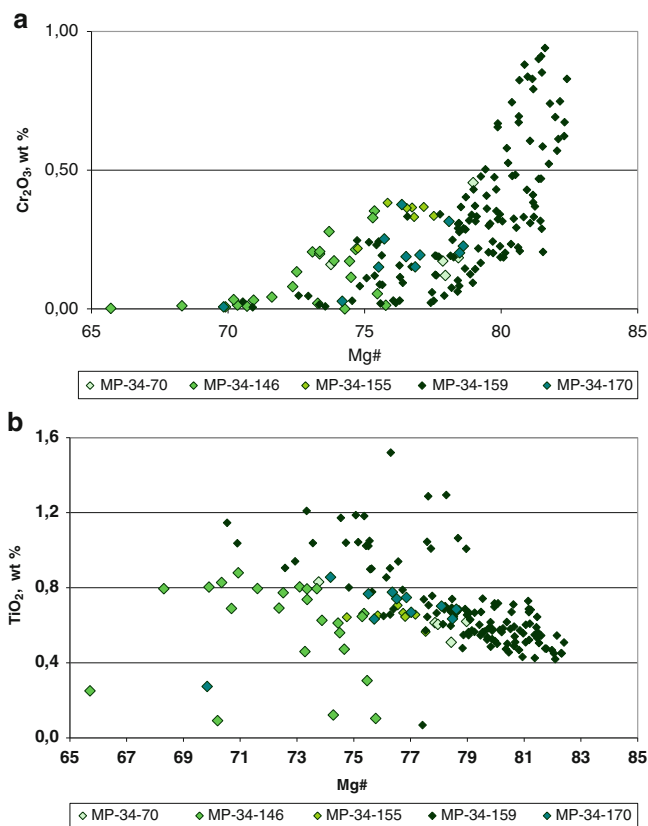 a
1,00
0,50
0,00
Cr₂O₃, wt %
65 70 75 80 85
Mg#
MP-34-70 MP-34-146 MP-34-155 MP-34-159 MP-34-170
b
1,6
1,2
0,8
0,4
0,0
TiO₂, wt %
65 67 69 71 73 75 77 79 81 83 85
Mg#
MP-34-70 MP-34-146 MP-34-155 MP-34-159 MP-34-170